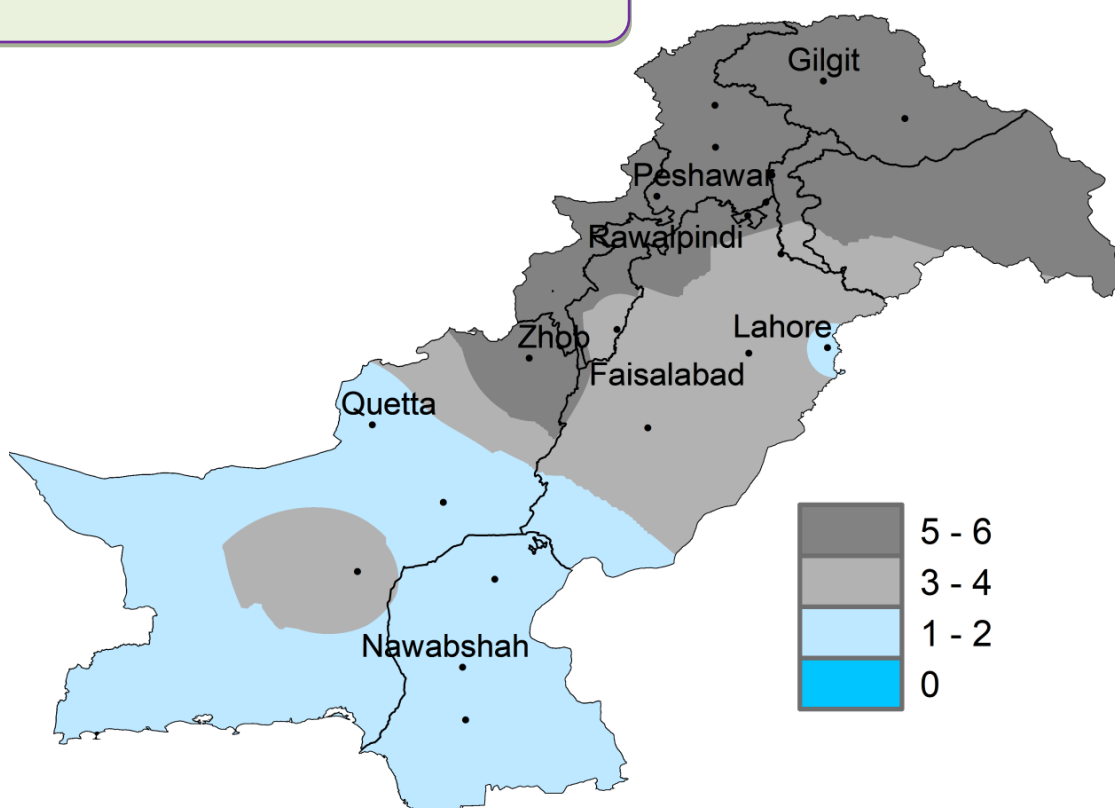 Gilgit
Peshawar
Rawalpindi
Zhob
Lahore
Faisalabad
Quetta
Nawabshah
5 - 6
3 - 4
1 - 2
0